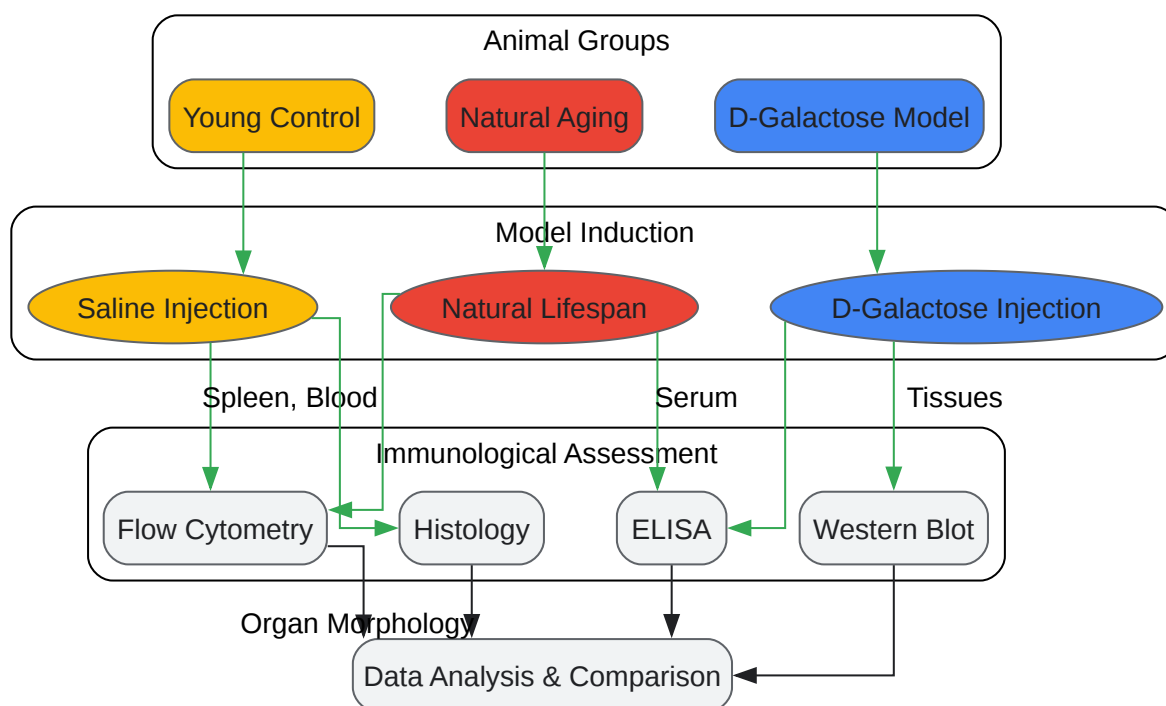 Animal Groups
Young Control
Natural Aging
D-Galactose Model
Model Induction
Saline Injection
Natural Lifespan
D-Galactose Injection
Spleen, Blood
Serum
Tissues
Immunological Assessment
Flow Cytometry
Histology
ELISA
Western Blot
Organ Morphology
Data Analysis & Comparison